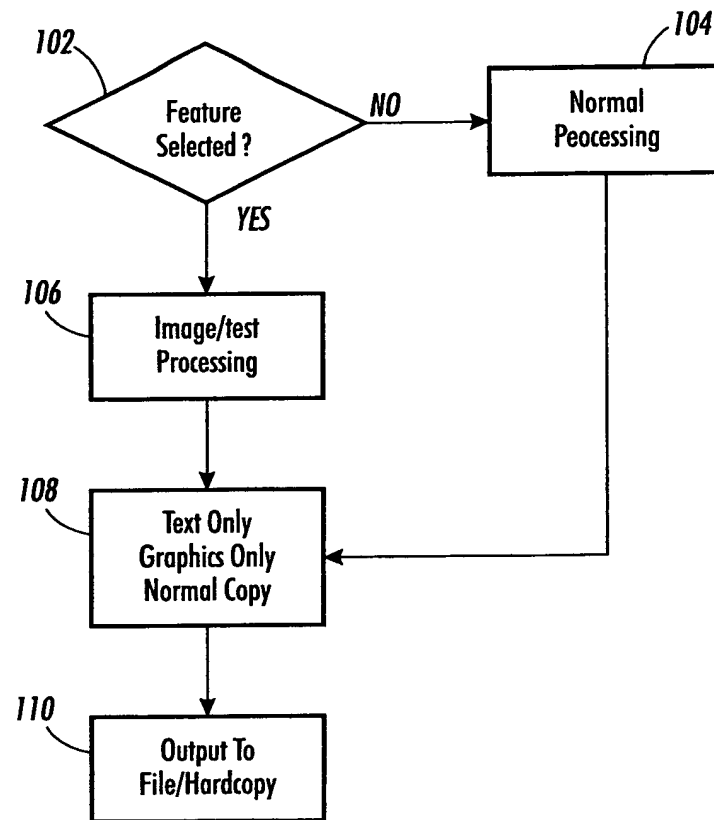 102
104
Feature
Selected ?
NO
Normal
Peocessing
YES
106
Image/test
Processing
108
Text Only
Graphics Only
Normal Copy
110
Output To
File/Hardcopy